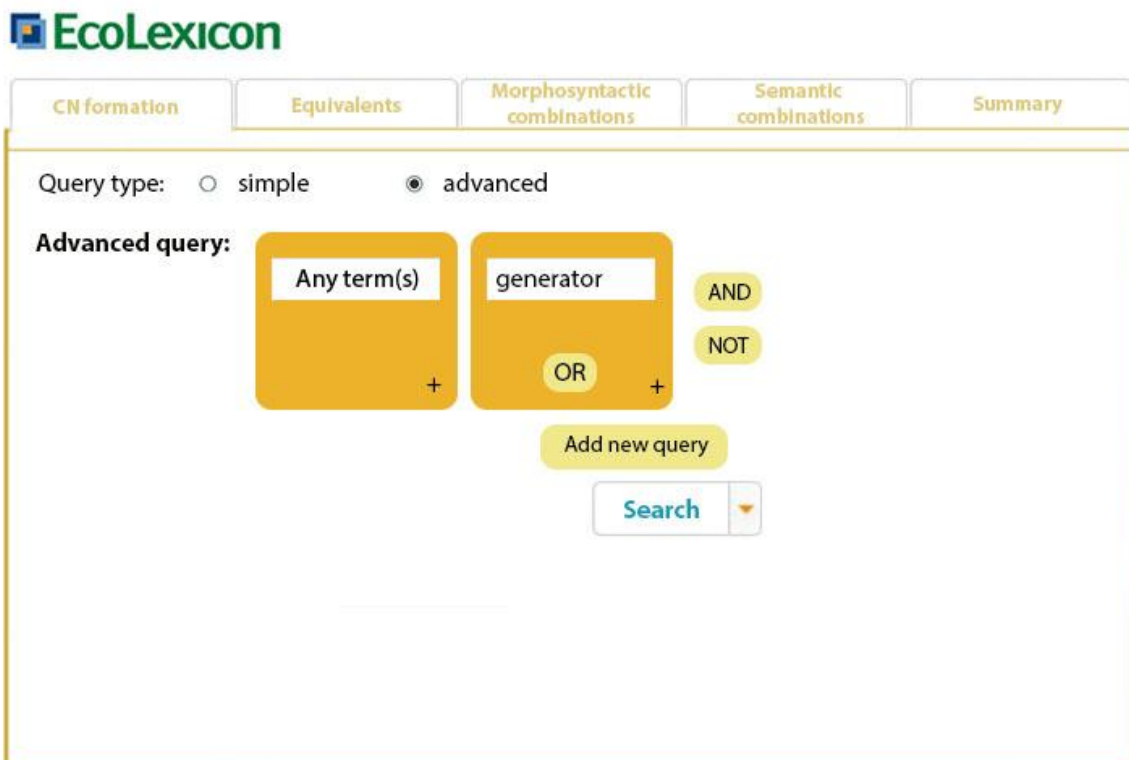 EcoLexicon
CN formation
Equivalents
Morphosyntactic
combinations
Semantic
combinations
Summary
Query type: simple advanced
Advanced query:
Any term(s)
+
generator
OR
+
AND
NOT
Add new query
Search